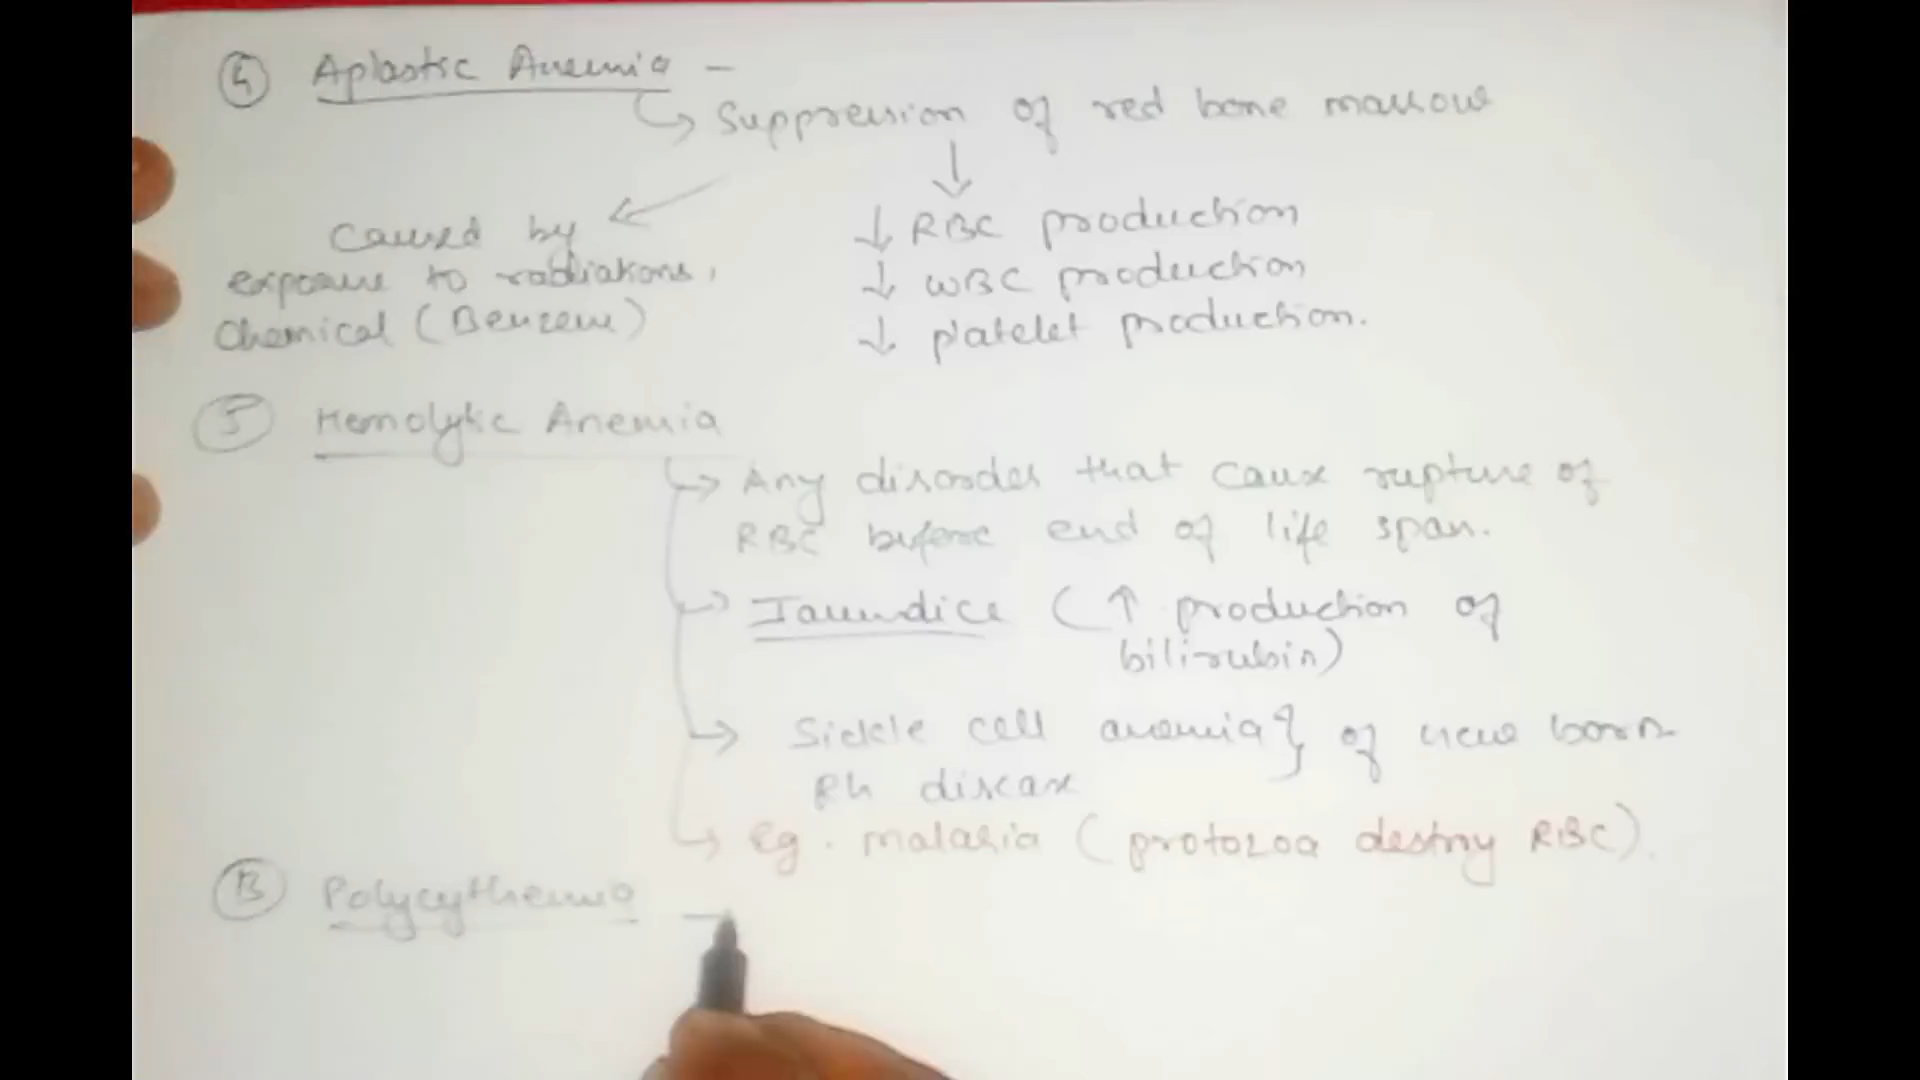 ④ Aplastic Anemia –
↳ Suppression of red bone marrow
↓
Caused by ↙
exposure to radiations,
Chemical (Benzene)
↓ RBC production
↓ WBC production
↓ platelet production.
⑤ Hemolytic Anemia
↳ Any disorder that cause rupture of
RBC before end of life span.
→ Jaundice (↑ production of
bilirubin)
→ Sickle cell anemia } of new born
Rh disease
→ Eg. malaria (protozoa destroy RBC).
Ⓑ Polycythemia –